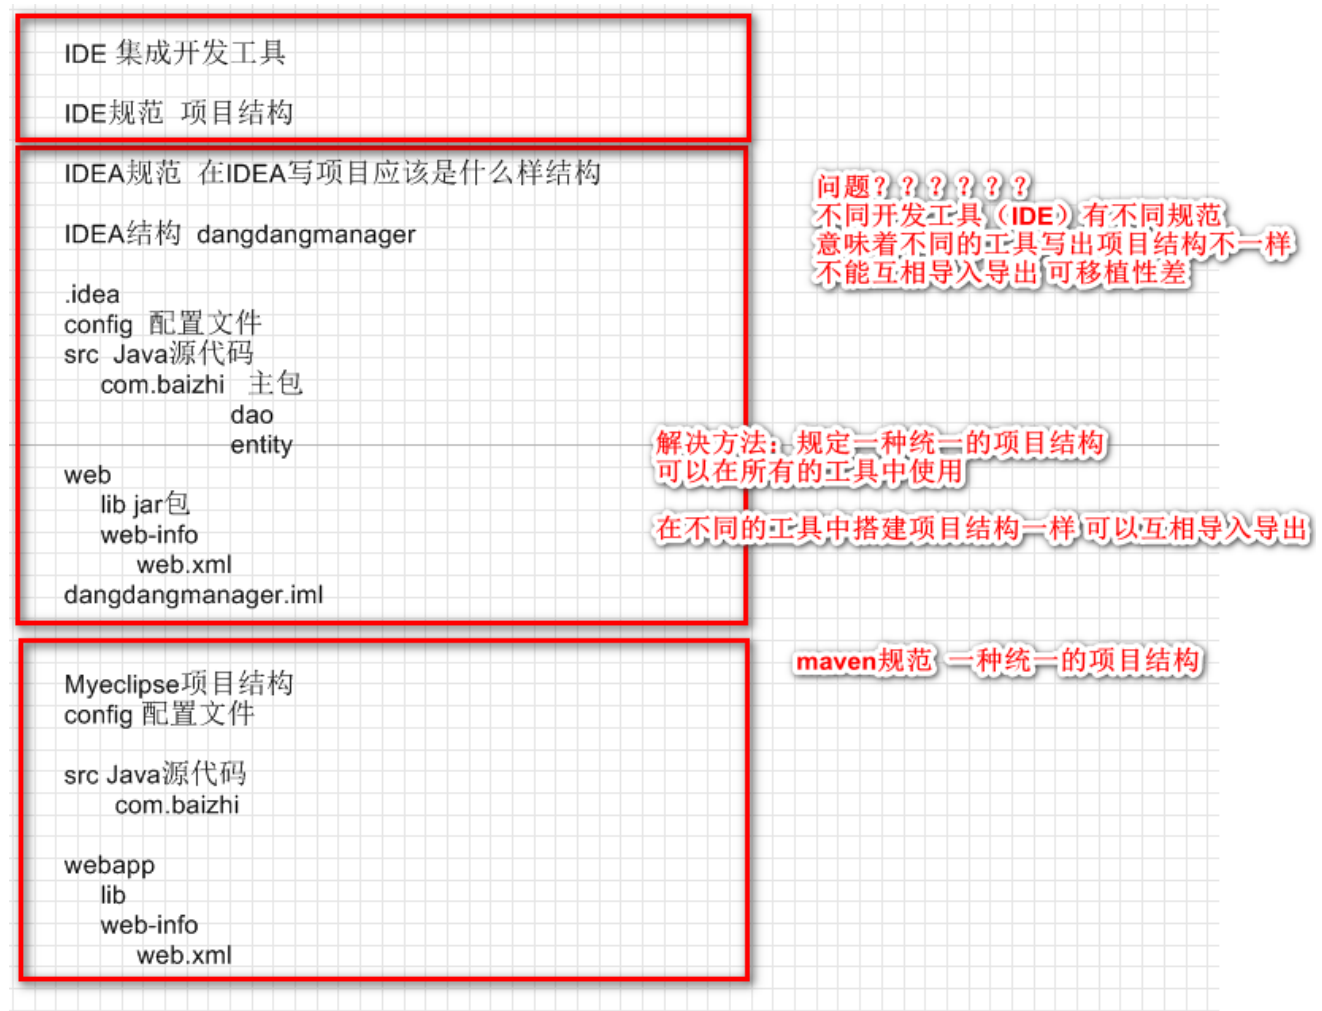 IDE 集成开发工具
IDE规范 项目结构
IDEA规范 在IDEA写项目应该是什么样结构
IDEA结构 dangdangmanager
.idea
config 配置文件
src Java源代码
com.baizhi 主包
dao
entity
web
lib jar包
web-info
web.xml
dangdangmanager.iml
问题？？？？？？
不同开发工具（IDE）有不同规范
意味着不同的工具写出项目结构不一样
不能互相导入导出 可移植性差
解决方法：规定一种统一的项目结构
可以在所有的工具中使用
在不同的工具中搭建项目结构一样 可以互相导入导出
maven规范 一种统一的项目结构
Myeclipse项目结构
config 配置文件
src Java源代码
com.baizhi
webapp
lib
web-info
web.xml